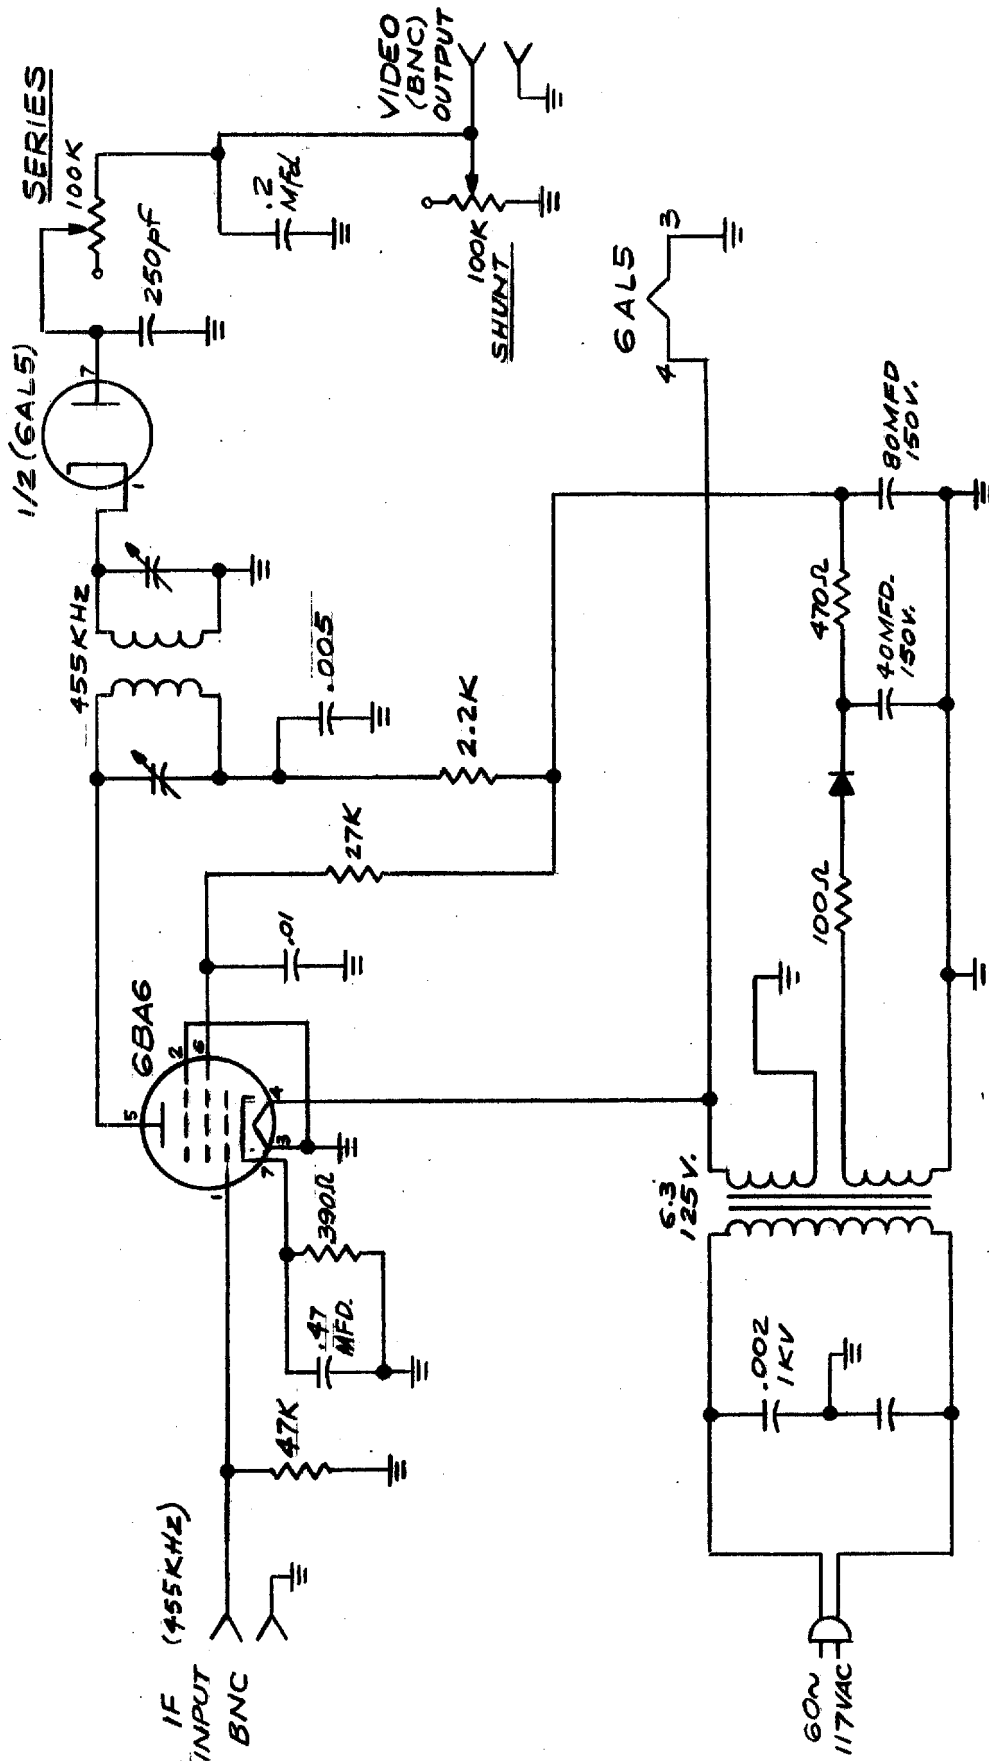 IF (455KHZ)
INPUT
BNC
47K
.47
MFD.
390Ω
1
5
6BA6
2
6
7
3
4
.01
27K
455KHZ
.005
2.2K
1/2 (6AL5)
1
7
250pf
SERIES
100K
.2
Mfd
VIDEO
(BNC)
OUTPUT
100K
SHUNT
6AL5
4
3
60~
117VAC
.002
1KV
6.3
125V.
100Ω
470Ω
40MFD.
150V.
80MFD
150V.